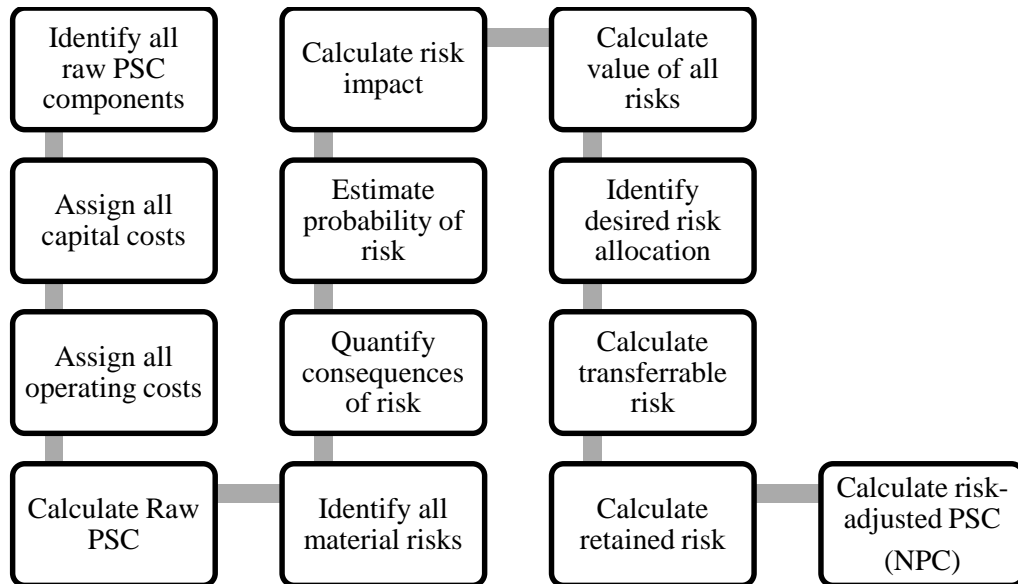 Identify all
raw PSC
components
Assign all
capital costs
Assign all
operating costs
Calculate Raw
PSC
Identify all
material risks
Quantify
consequences
of risk
Estimate
probability of
risk
Calculate risk
impact
Calculate
value of all
risks
Identify
desired risk
allocation
Calculate
transferrable
risk
Calculate
retained risk
Calculate risk-
adjusted PSC
(NPC)